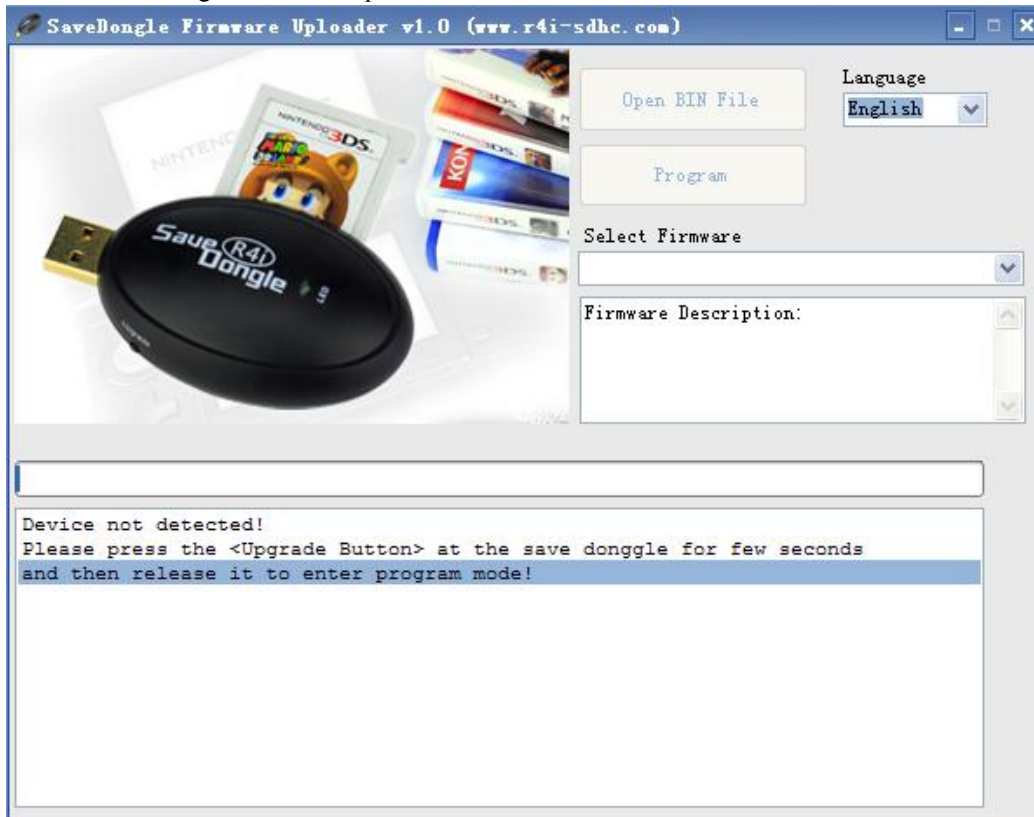 SaveDongle Firmware Uploader v1.0 (www.r4i-sdhc.com)
Open BIN File
Program
Language
English
Select Firmware
Firmware Description:
NINTENDO 3DS
MARIO
KON
Save R4i
Dongle
LED
Device not detected!
Please press the <Upgrade Button> at the save donggle for few seconds
and then release it to enter program mode!